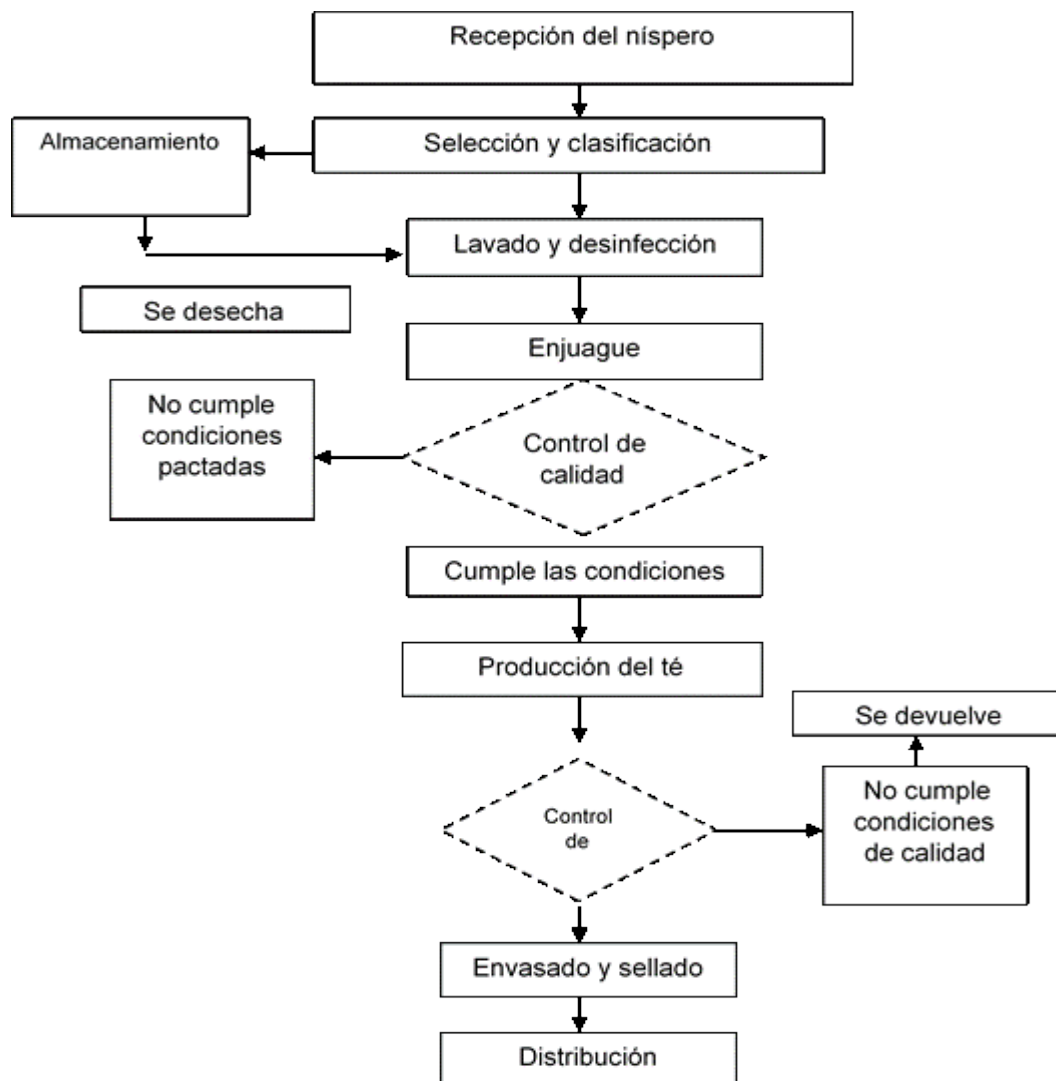 Recepción del níspero
Almacenamiento
Selección y clasificación
Lavado y desinfección
Se desecha
Enjuague
No cumple
condiciones
pactadas
Control de
calidad
Cumple las condiciones
Producción del té
Se devuelve
Control
de
No cumple
condiciones
de calidad
Envasado y sellado
Distribución